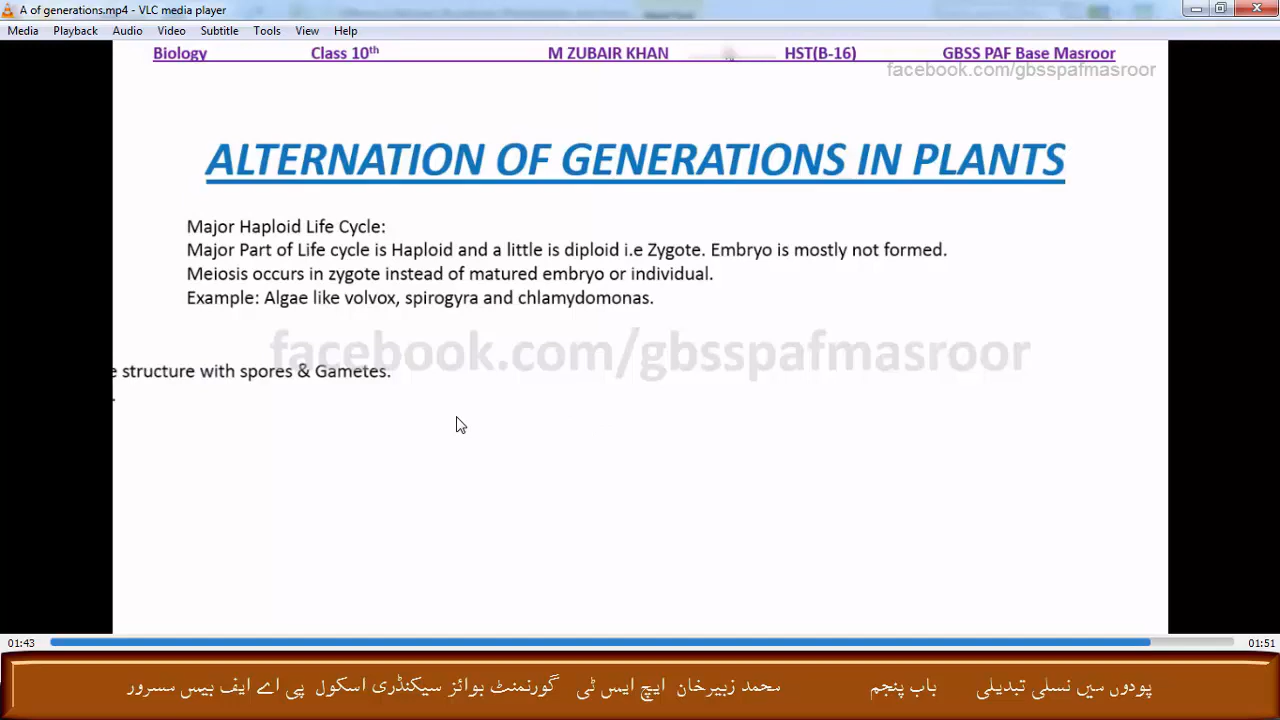 A of generations.mp4 - VLC media player
Media Playback Audio Video Subtitle Tools View Help
Biology Class 10th M ZUBAIR KHAN HST(B-16) GBSS PAF Base Masroor
facebook.com/gbsspafmasroor
ALTERNATION OF GENERATIONS IN PLANTS
Major Haploid Life Cycle:
Major Part of Life cycle is Haploid and a little is diploid i.e Zygote. Embryo is mostly not formed.
Meiosis occurs in zygote instead of matured embryo or individual.
Example: Algae like volvox, spirogyra and chlamydomonas.
facebook.com/gbsspafmasroor
e structure with spores & Gametes.
.
01:43 01:51
پودوں میں نسلی تبدیلی باب پنجم محمد زبیرخان ایچ ایس ٹی گورنمنٹ بوائز سیکنڈری اسکول پی اے ایف بیس مسرور